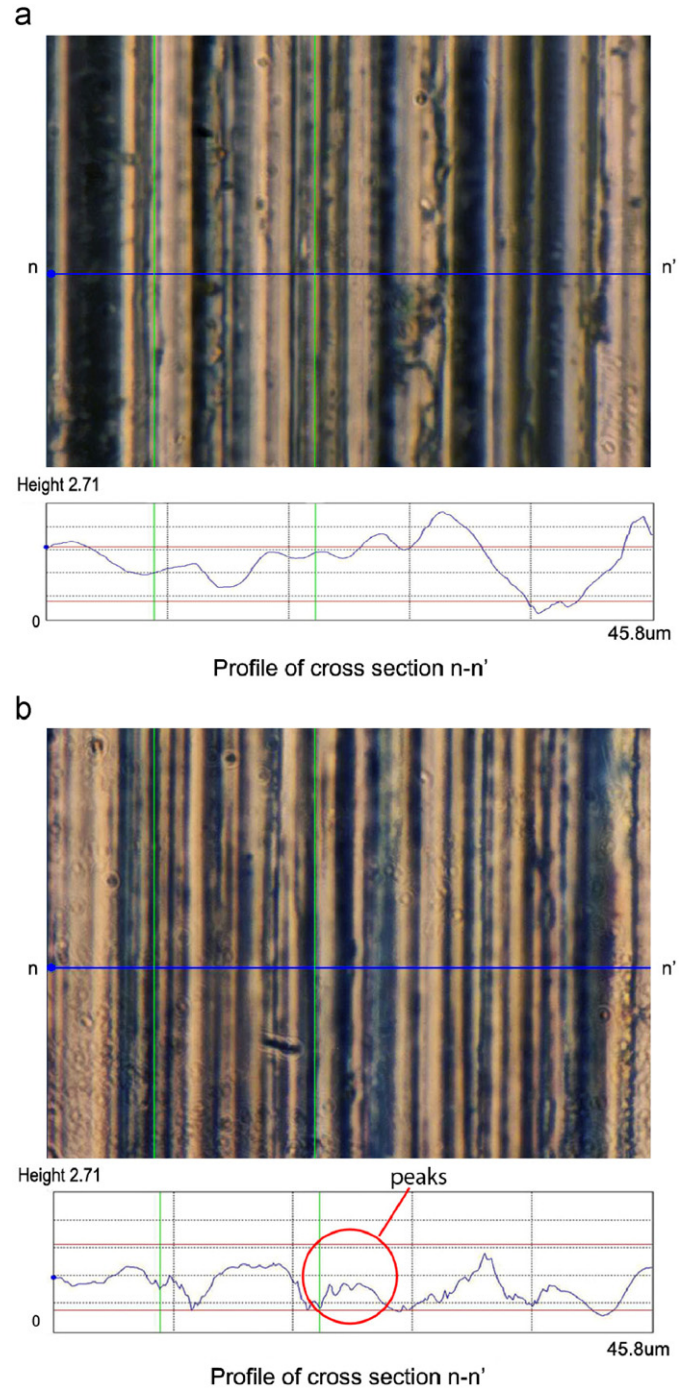 a
n n'
Height 2.71
0
45.8um
Profile of cross section n-n'
b
n n'
Height 2.71 peaks
0
45.8um
Profile of cross section n-n'